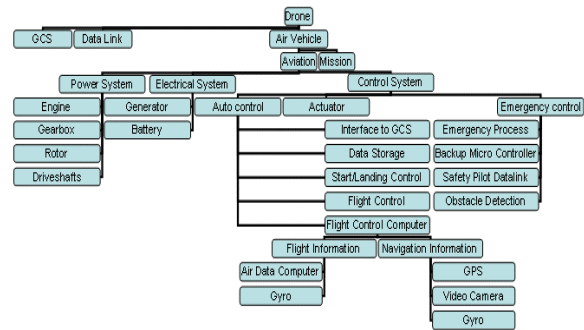 Drone
GCS
Data Link
Air Vehicle
Aviation
Mission
Power System
Electrical System
Control System
Engine
Generator
Auto control
Actuator
Emergency control
Gearbox
Battery
Interface to GCS
Emergency Process
Rotor
Data Storage
Backup Micro Controller
Driveshafts
Start/Landing Control
Safety Pilot Datalink
Flight Control
Obstacle Detection
Flight Control Computer
Flight Information
Navigation Information
Air Data Computer
GPS
Gyro
Video Camera
Gyro